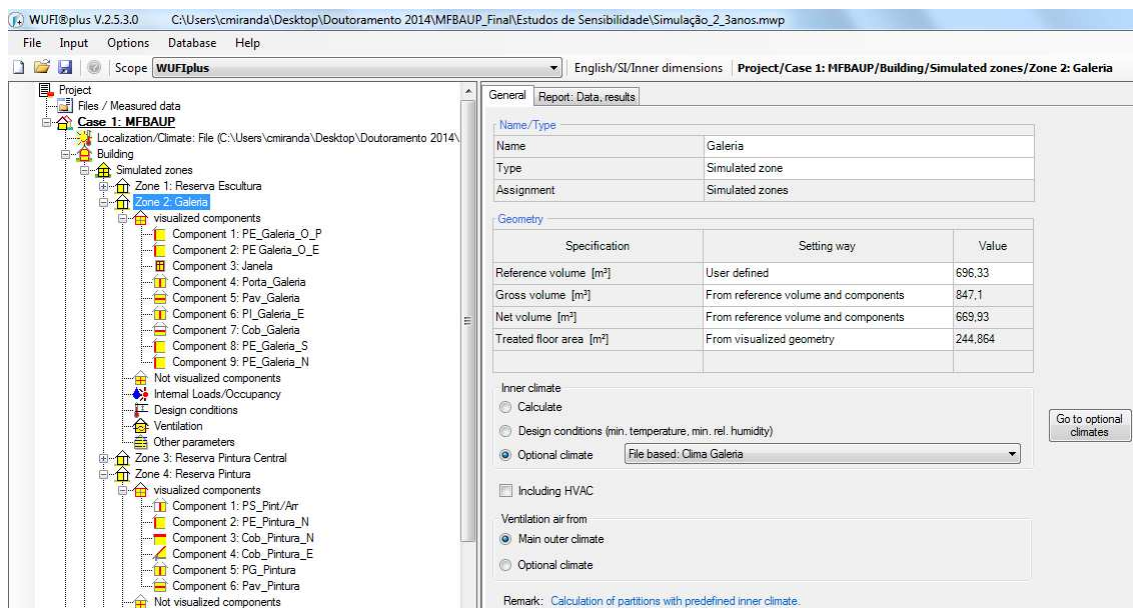 WUFI®plus V.2.5.3.0 C:\Users\cmiranda\Desktop\Doutoramento 2014\MFBAUP_Final\Estudos de Sensibilidade\Simulação_2_3anos.mwp
File Input Options Database Help
Scope WUFIplus English/SI/Inner dimensions Project/Case 1: MFBAUP/Building/Simulated zones/Zone 2: Galeria
Project
Files / Measured data
Case 1: MFBAUP
Localization/Climate: File (C:\Users\cmiranda\Desktop\Doutoramento 2014\
Building
Simulated zones
Zone 1: Reserva Escultura
Zone 2: Galeria
visualized components
Component 1: PE_Galeria_O_P
Component 2: PE Galeria_O_E
Component 3: Janela
Component 4: Porta_Galeria
Component 5: Pav_Galeria
Component 6: PI_Galeria_E
Component 7: Cob_Galeria
Component 8: PE_Galeria_S
Component 9: PE_Galeria_N
Not visualized components
Internal Loads/Occupancy
Design conditions
Ventilation
Other parameters
Zone 3: Reserva Pintura Central
Zone 4: Reserva Pintura
visualized components
Component 1: PS_Pint/Arr
Component 2: PE_Pintura_N
Component 3: Cob_Pintura_N
Component 4: Cob_Pintura_E
Component 5: PG_Pintura
Component 6: Pav_Pintura
Not visualized components
General Report: Data, results
Name/Type
Name Galeria
Type Simulated zone
Assignment Simulated zones
Geometry
Specification Setting way Value
Reference volume [m³] User defined 696,33
Gross volume [m³] From reference volume and components 847,1
Net volume [m³] From reference volume and components 669,93
Treated floor area [m²] From visualized geometry 244,864
Inner climate
Calculate
Design conditions (min. temperature, min. rel. humidity)
Optional climate File based: Clima Galeria
Go to optional
climates
Including HVAC
Ventilation air from
Main outer climate
Optional climate
Remark: Calculation of partitions with predefined inner climate.